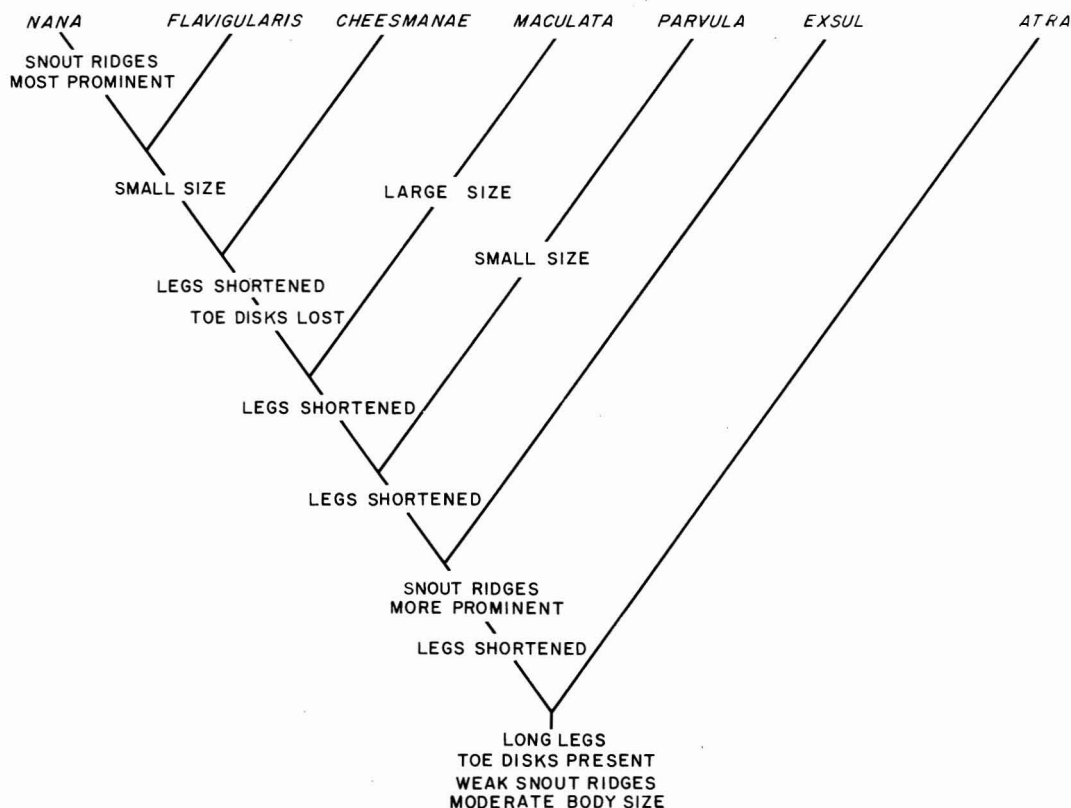 NANA FLAVIGULARIS CHEESMANAE MACULATA PARVULA EXSUL ATRA
SNOUT RIDGES
MOST PROMINENT
SMALL SIZE
LARGE SIZE
SMALL SIZE
LEGS SHORTENED
TOE DISKS LOST
LEGS SHORTENED
LEGS SHORTENED
SNOUT RIDGES
MORE PROMINENT
LEGS SHORTENED
LONG LEGS
TOE DISKS PRESENT
WEAK SNOUT RIDGES
MODERATE BODY SIZE